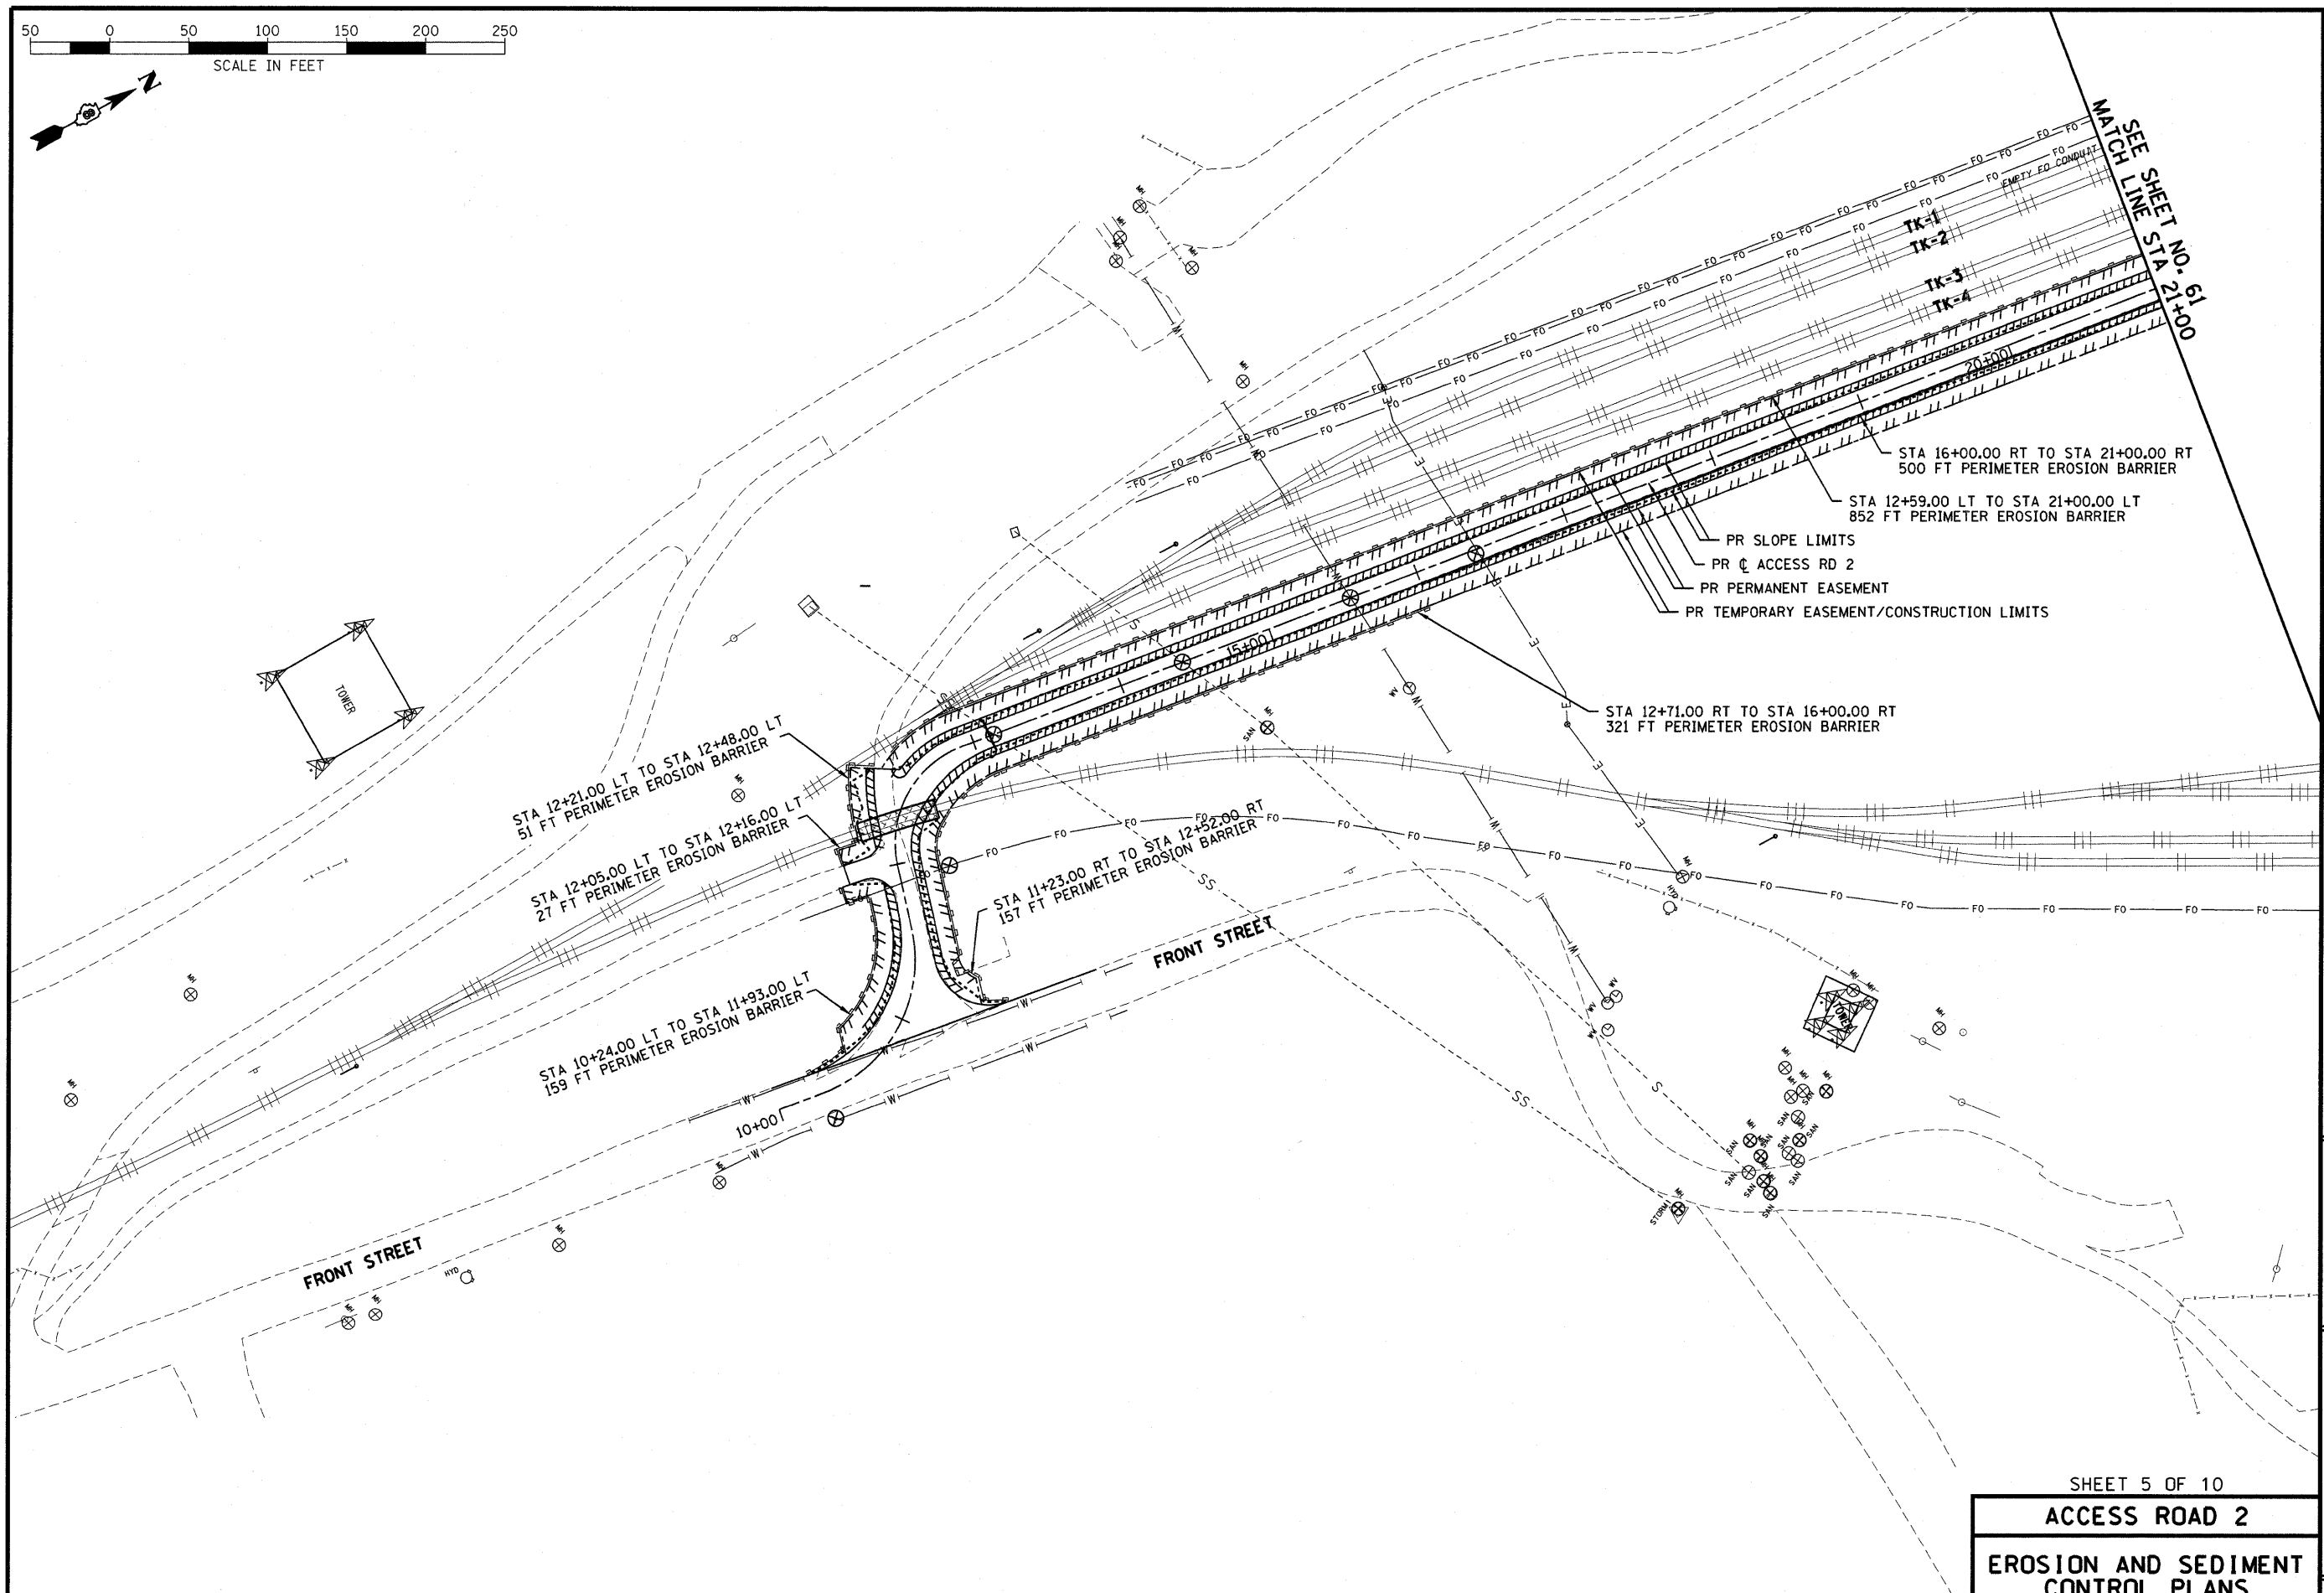 50 0 50 100 150 200 250
SCALE IN FEET
N
SEE SHEET NO. 61
MATCH LINE STA 21+00
EMPTY FO CONDUIT
TK-1
TK-2
TK-3
TK-4
20+00
STA 16+00.00 RT TO STA 21+00.00 RT
500 FT PERIMETER EROSION BARRIER
STA 12+59.00 LT TO STA 21+00.00 LT
852 FT PERIMETER EROSION BARRIER
PR SLOPE LIMITS
PR ℄ ACCESS RD 2
PR PERMANENT EASEMENT
PR TEMPORARY EASEMENT/CONSTRUCTION LIMITS
15+00
STA 12+71.00 RT TO STA 16+00.00 RT
321 FT PERIMETER EROSION BARRIER
TOWER
STA 12+21.00 LT TO STA 12+48.00 LT
51 FT PERIMETER EROSION BARRIER
STA 12+05.00 LT TO STA 12+16.00 LT
27 FT PERIMETER EROSION BARRIER
STA 11+23.00 RT TO STA 12+52.00 RT
157 FT PERIMETER EROSION BARRIER
STA 10+24.00 LT TO STA 11+93.00 LT
159 FT PERIMETER EROSION BARRIER
FRONT STREET
10+00
FRONT STREET
HYD
HYD
TOWER
STORM
SHEET 5 OF 10
ACCESS ROAD 2
EROSION AND SEDIMENT
CONTROL PLANS